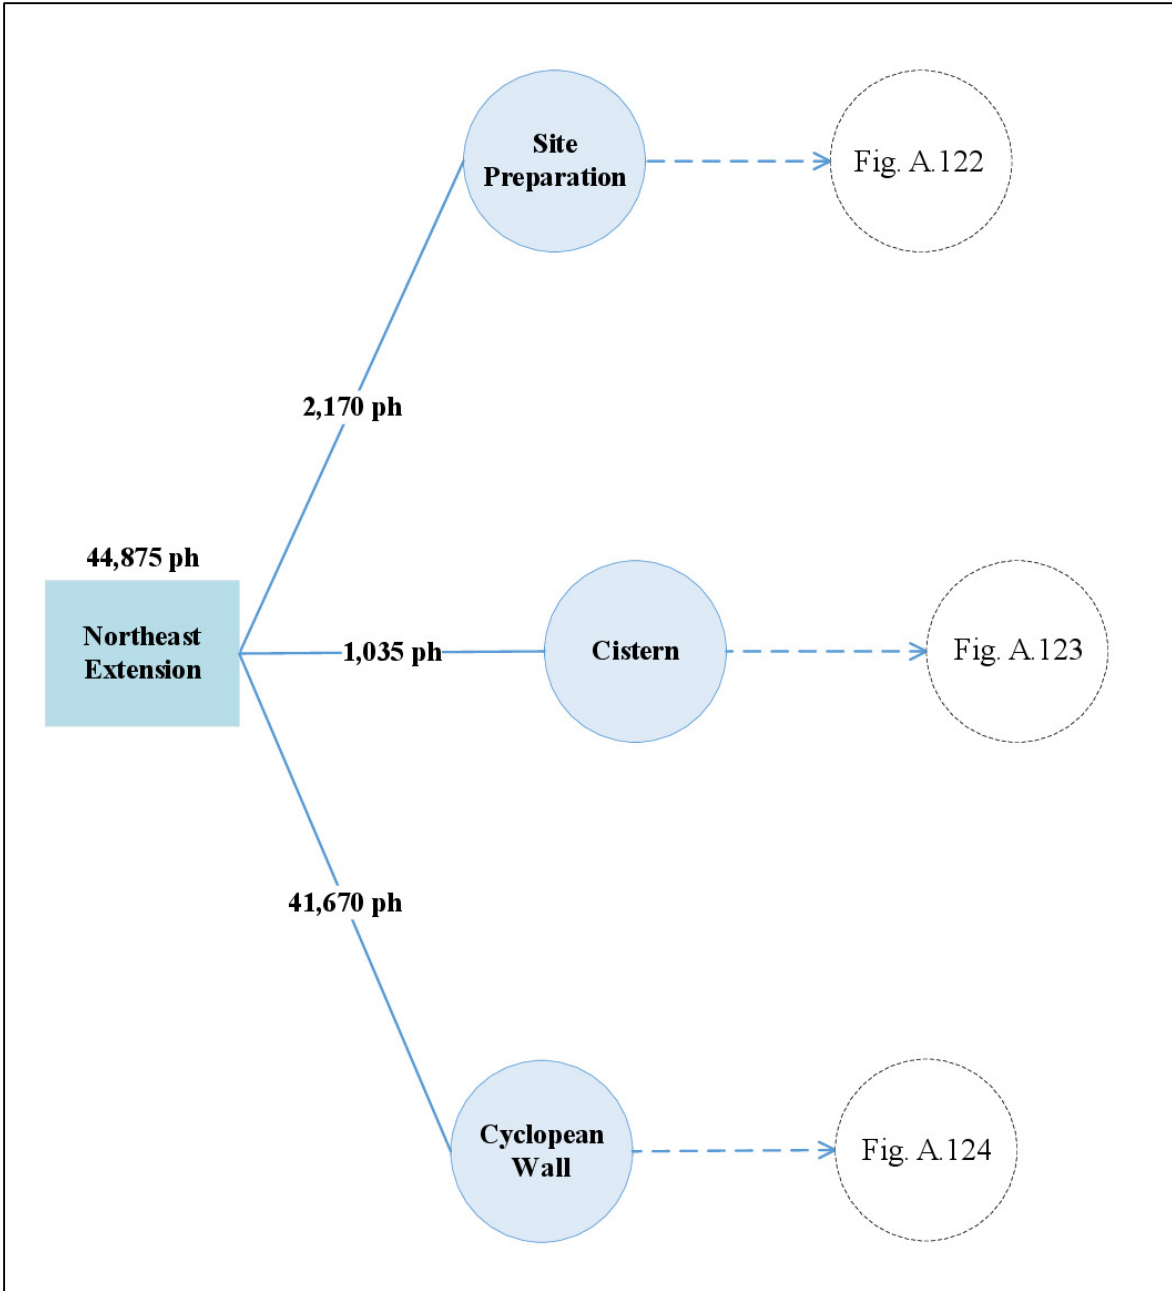 Site
Preparation
Fig. A.122
2,170 ph
44,875 ph
Northeast
Extension
1,035 ph
Cistern
Fig. A.123
41,670 ph
Cyclopean
Wall
Fig. A.124